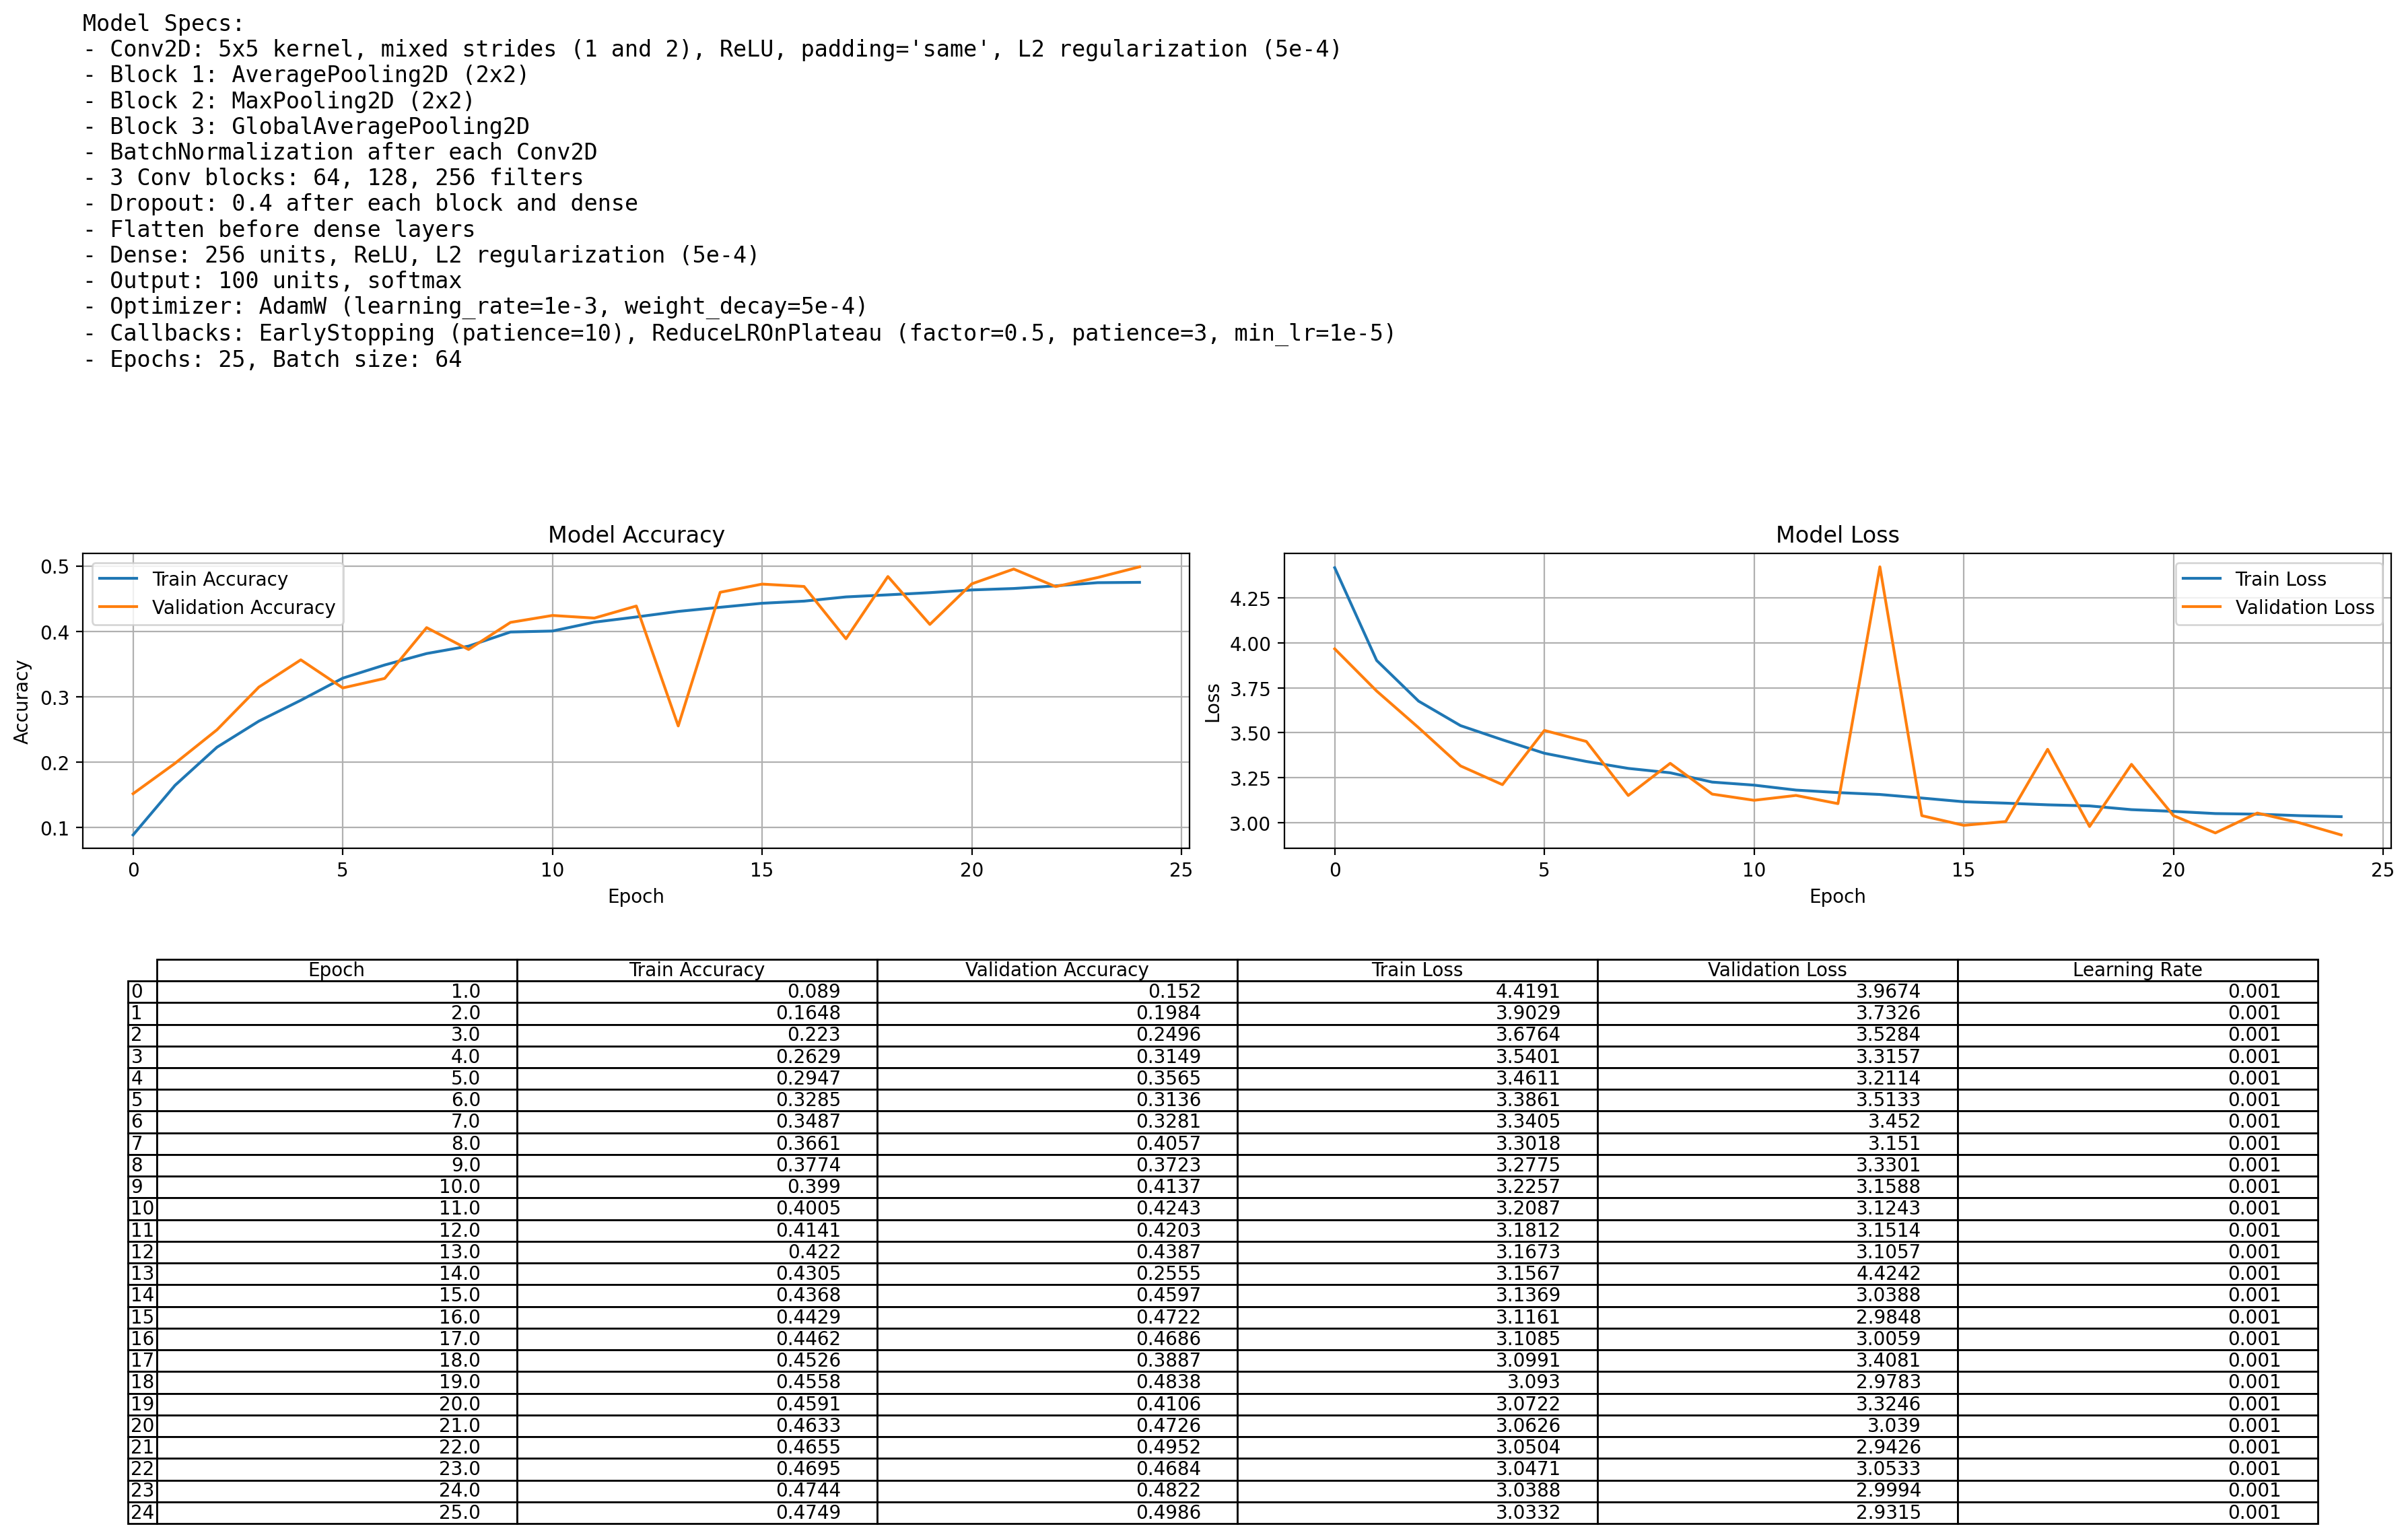 Model Specs:
- Conv2D: 5x5 kernel, mixed strides (1 and 2), ReLU, padding='same', L2 regularization (5e-4)
- Block 1: AveragePooling2D (2x2)
- Block 2: MaxPooling2D (2x2)
- Block 3: GlobalAveragePooling2D
- BatchNormalization after each Conv2D
- 3 Conv blocks: 64, 128, 256 filters
- Dropout: 0.4 after each block and dense
- Flatten before dense layers
- Dense: 256 units, ReLU, L2 regularization (5e-4)
- Output: 100 units, softmax
- Optimizer: AdamW (learning_rate=1e-3, weight_decay=5e-4)
- Callbacks: EarlyStopping (patience=10), ReduceLROnPlateau (factor=0.5, patience=3, min_lr=1e-5)
- Epochs: 25, Batch size: 64
Model Accuracy
Train Accuracy
Validation Accuracy
Accuracy
0.5
0.4
0.3
0.2
0.1
0 5 10 15 20 25
Epoch
Model Loss
Train Loss
Validation Loss
Loss
4.25
4.00
3.75
3.50
3.25
3.00
0 5 10 15 20 25
Epoch
Epoch Train Accuracy Validation Accuracy Train Loss Validation Loss Learning Rate
0 1.0 0.089 0.152 4.4191 3.9674 0.001
1 2.0 0.1648 0.1984 3.9029 3.7326 0.001
2 3.0 0.223 0.2496 3.6764 3.5284 0.001
3 4.0 0.2629 0.3149 3.5401 3.3157 0.001
4 5.0 0.2947 0.3565 3.4611 3.2114 0.001
5 6.0 0.3285 0.3136 3.3861 3.5133 0.001
6 7.0 0.3487 0.3281 3.3405 3.452 0.001
7 8.0 0.3661 0.4057 3.3018 3.151 0.001
8 9.0 0.3774 0.3723 3.2775 3.3301 0.001
9 10.0 0.399 0.4137 3.2257 3.1588 0.001
10 11.0 0.4005 0.4243 3.2087 3.1243 0.001
11 12.0 0.4141 0.4203 3.1812 3.1514 0.001
12 13.0 0.422 0.4387 3.1673 3.1057 0.001
13 14.0 0.4305 0.2555 3.1567 4.4242 0.001
14 15.0 0.4368 0.4597 3.1369 3.0388 0.001
15 16.0 0.4429 0.4722 3.1161 2.9848 0.001
16 17.0 0.4462 0.4686 3.1085 3.0059 0.001
17 18.0 0.4526 0.3887 3.0991 3.4081 0.001
18 19.0 0.4558 0.4838 3.093 2.9783 0.001
19 20.0 0.4591 0.4106 3.0722 3.3246 0.001
20 21.0 0.4633 0.4726 3.0626 3.039 0.001
21 22.0 0.4655 0.4952 3.0504 2.9426 0.001
22 23.0 0.4695 0.4684 3.0471 3.0533 0.001
23 24.0 0.4744 0.4822 3.0388 2.9994 0.001
24 25.0 0.4749 0.4986 3.0332 2.9315 0.001